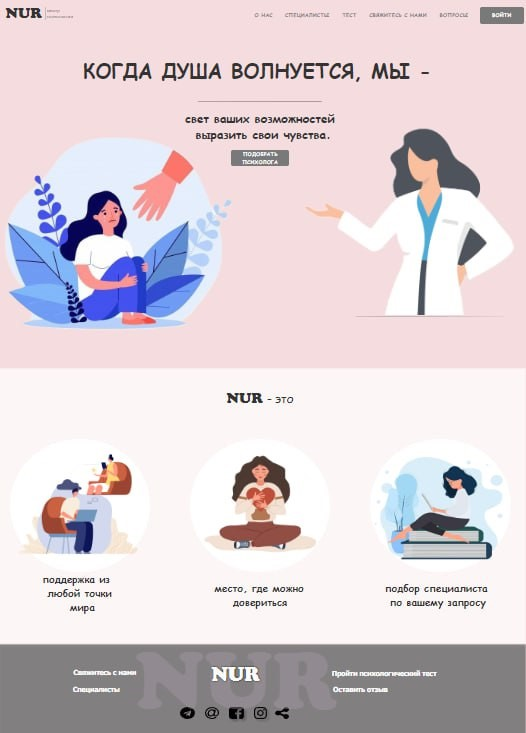 NUR
О НАС СПЕЦИАЛИСТЫ ТЕСТ СВЯЖИТЕСЬ С НАМИ ВОПРОСЫ ВОЙТИ
КОГДА ДУША ВОЛНУЕТСЯ, МЫ -
свет ваших возможностей
выразить свои чувства.
ПОДОБРАТЬ
ПСИХОЛОГА
NUR - это
поддержка из
любой точки
мира
место, где можно
довериться
подбор специалиста
по вашему запросу
NUR
Свяжитесь с нами
NUR
Пройти психологический тест
Специалисты
Оставить отзыв